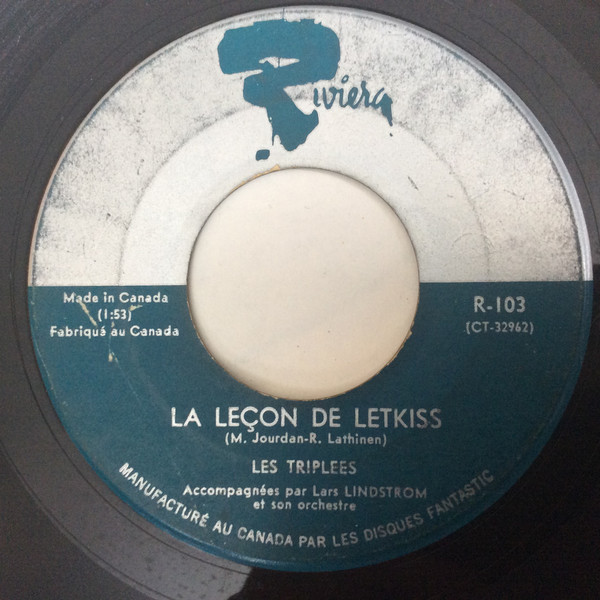 Riviera
Made in Canada
(1:53)
Fabriqué au Canada
R-103
(CT-32962)
LA LEÇON DE LETKISS
(M. Jourdan-R. Lathinen)
LES TRIPLEES
Accompagnées par Lars LINDSTROM
et son orchestre
MANUFACTURÉ AU CANADA PAR LES DISQUES FANTASTIC